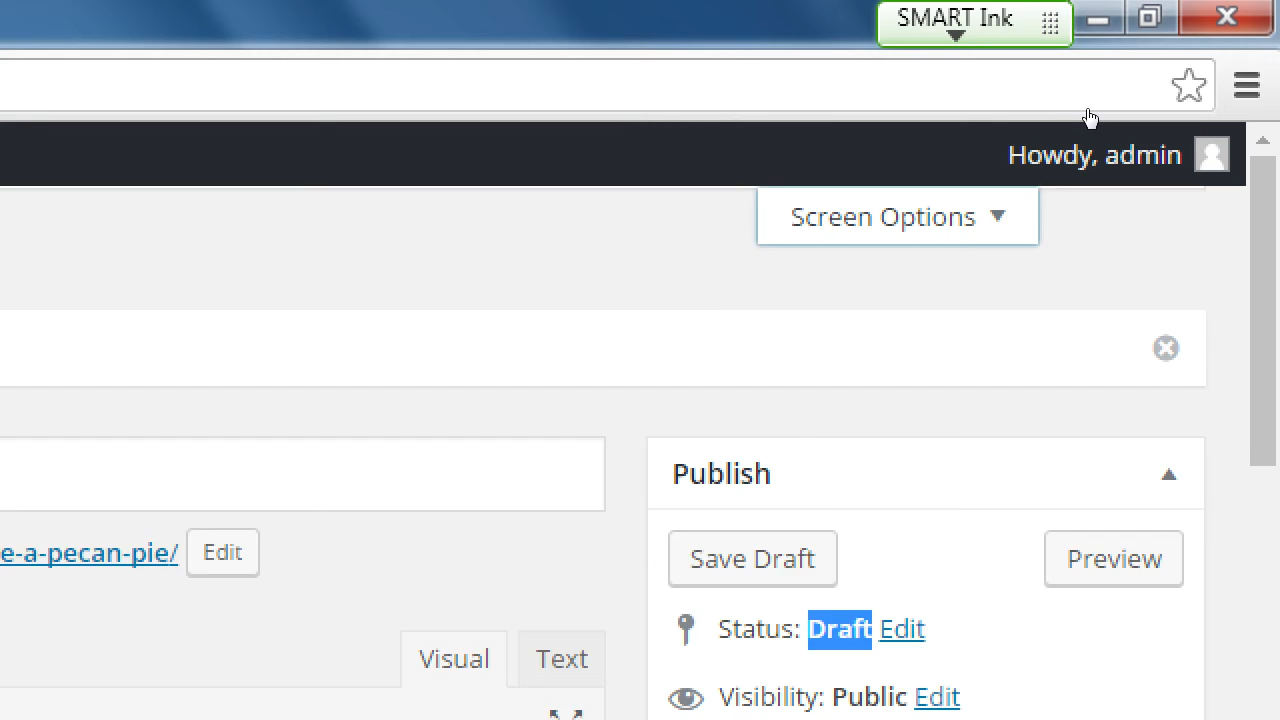 SMART Ink
Howdy, admin
Screen Options
Publish
Save Draft
Preview
e-a-pecan-pie/ Edit
Status: Draft Edit
Visual
Text
Visibility: Public Edit